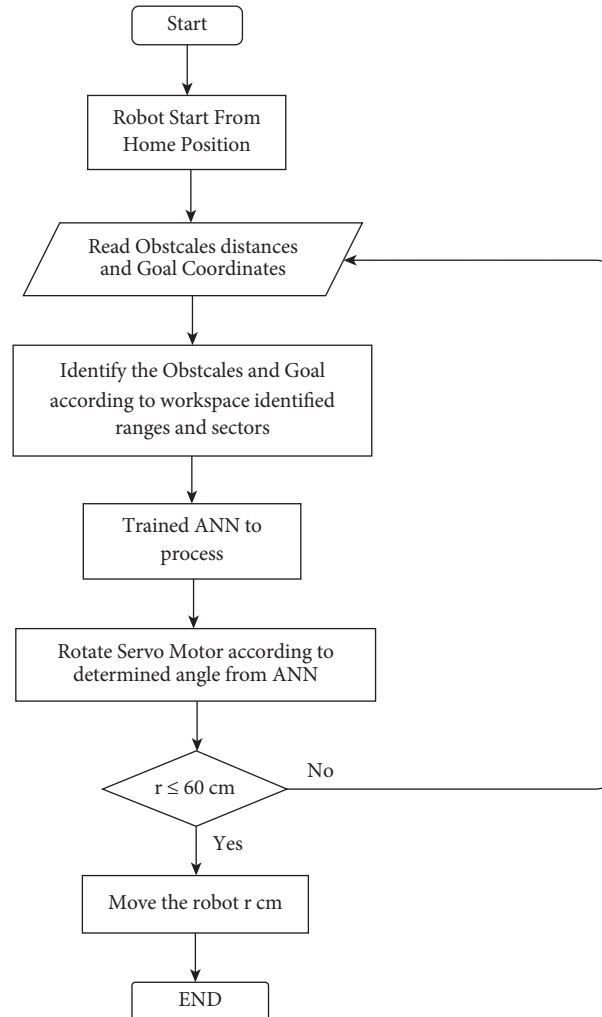 Start
Robot Start From
Home Position
Read Obstcales distances
and Goal Coordinates
Identify the Obstcales and Goal
according to workspace identified
ranges and sectors
Trained ANN to
process
Rotate Servo Motor according to
determined angle from ANN
r ≤ 60 cm
No
Yes
Move the robot r cm
END